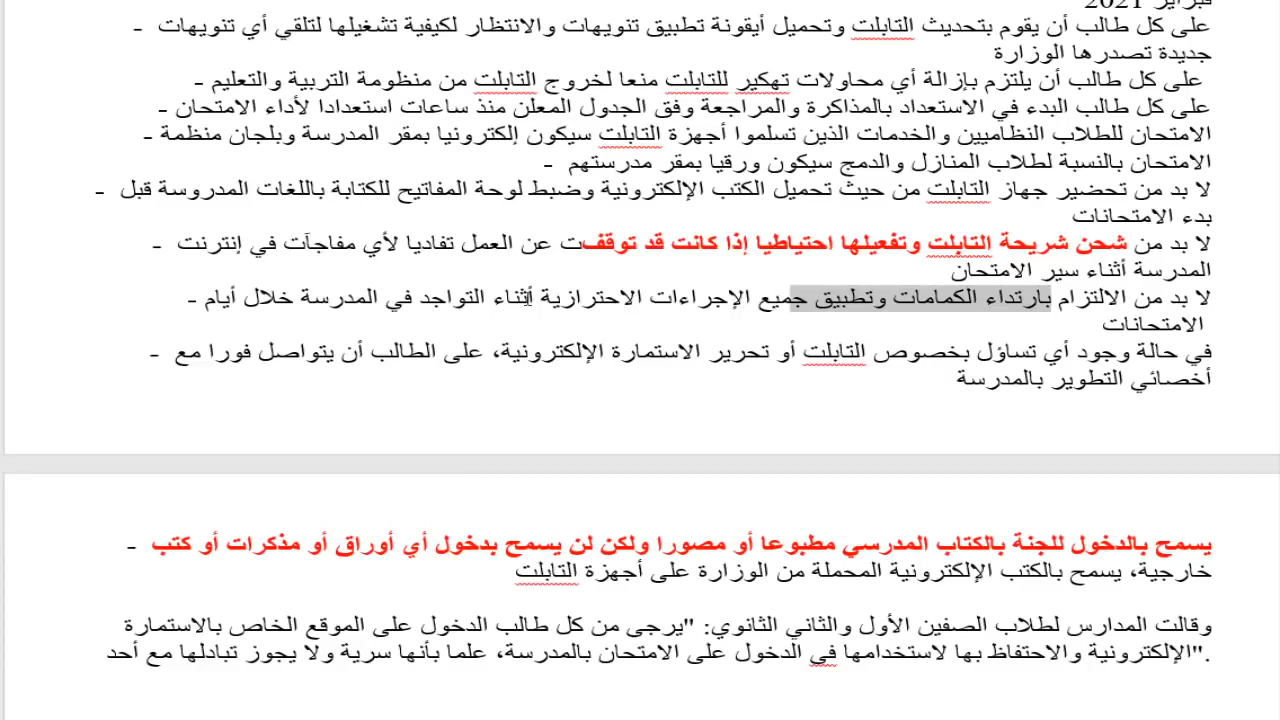 فبراير 2021
على كل طالب أن يقوم بتحديث التابلت وتحميل أيقونة تطبيق تنويهات والانتظار لكيفية تشغيلها لتلقي أي تنويهات -
جديدة تصدرها الوزارة
على كل طالب أن يلتزم بإزالة أي محاولات تهكير للتابلت منعا لخروج التابلت من منظومة التربية والتعليم -
على كل طالب البدء في الاستعداد بالمذاكرة والمراجعة وفق الجدول المعلن منذ ساعات استعدادا لأداء الامتحان -
الامتحان للطلاب النظاميين والخدمات الذين تسلموا أجهزة التابلت سيكون إلكترونيا بمقر المدرسة وبلجان منظمة -
الامتحان بالنسبة لطلاب المنازل والدمج سيكون ورقيا بمقر مدرستهم -
لا بد من تحضير جهاز التابلت من حيث تحميل الكتب الإلكترونية وضبط لوحة المفاتيح للكتابة باللغات المدروسة قبل -
بدء الامتحانات
لا بد من شحن شريحة التابلت وتفعيلها احتياطيا إذا كانت قد توقفت عن العمل تفاديا لأي مفاجآت في إنترنت -
المدرسة أثناء سير الامتحان
لا بد من الالتزام بارتداء الكمامات وتطبيق جميع الإجراءات الاحترازية أثناء التواجد في المدرسة خلال أيام -
الامتحانات
في حالة وجود أي تساؤل بخصوص التابلت أو تحرير الاستمارة الإلكترونية، على الطالب أن يتواصل فورا مع -
أخصائي التطوير بالمدرسة
يسمح بالدخول للجنة بالكتاب المدرسي مطبوعا أو مصورا ولكن لن يسمح بدخول أي أوراق أو مذكرات أو كتب -
خارجية، يسمح بالكتب الإلكترونية المحملة من الوزارة على أجهزة التابلت
وقالت المدارس لطلاب الصفين الأول والثاني الثانوي: "يرجى من كل طالب الدخول على الموقع الخاص بالاستمارة
."الإلكترونية والاحتفاظ بها لاستخدامها في الدخول على الامتحان بالمدرسة، علما بأنها سرية ولا يجوز تبادلها مع أحد